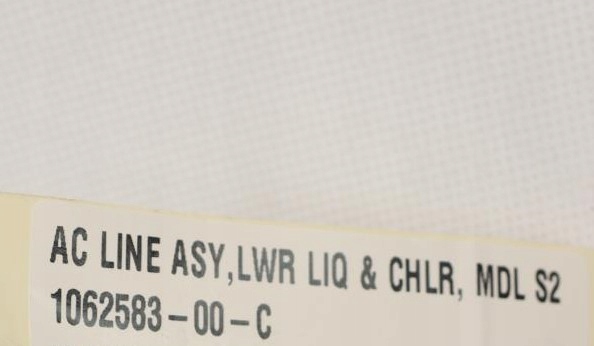 AC LINE ASY,LWR LIQ & CHLR, MDL S2
1062583-00-C